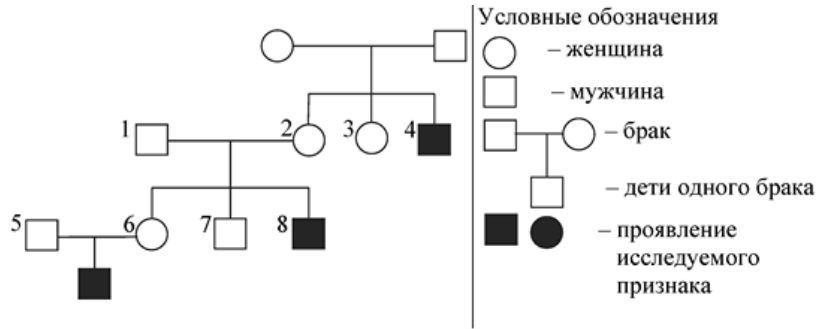 Условные обозначения
– женщина
– мужчина
– брак
– дети одного брака
– проявление
исследуемого
признака
1
2
3
4
5
6
7
8